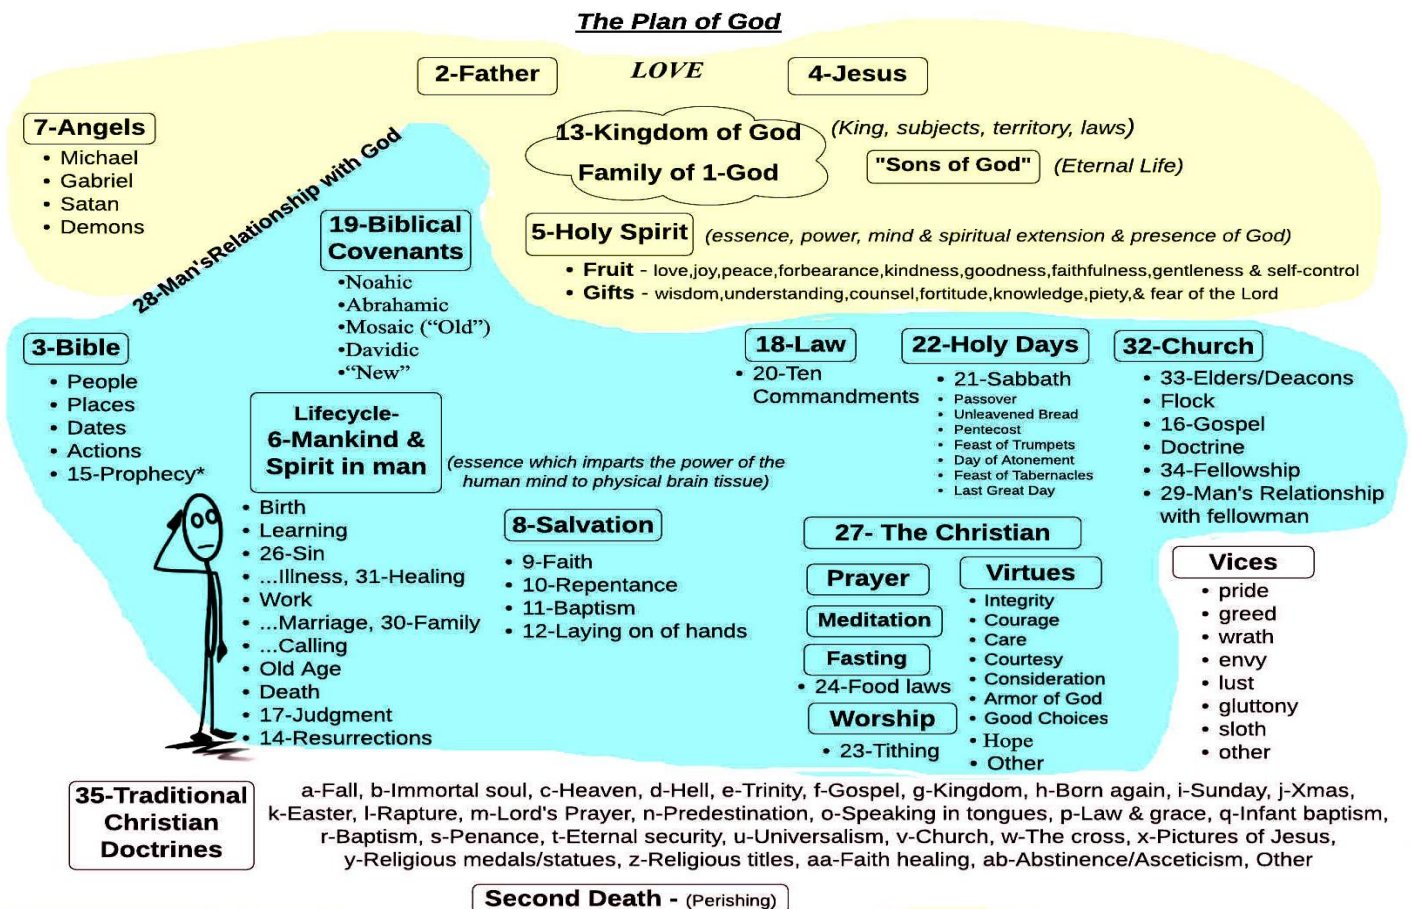 The Plan of God
2-Father
LOVE
4-Jesus
7-Angels
• Michael
• Gabriel
• Satan
• Demons
28-Man'sRelationship with God
13-Kingdom of God
Family of 1-God
(King, subjects, territory, laws)
"Sons of God"
(Eternal Life)
19-Biblical
Covenants
•Noahic
•Abrahamic
•Mosaic (“Old”)
•Davidic
•“New”
5-Holy Spirit
(essence, power, mind & spiritual extension & presence of God)
• Fruit - love,joy,peace,forbearance,kindness,goodness,faithfulness,gentleness & self-control
• Gifts - wisdom,understanding,counsel,fortitude,knowledge,piety,& fear of the Lord
3-Bible
• People
• Places
• Dates
• Actions
• 15-Prophecy*
18-Law
• 20-Ten
Commandments
22-Holy Days
• 21-Sabbath
• Passover
• Unleavened Bread
• Pentecost
• Feast of Trumpets
• Day of Atonement
• Feast of Tabernacles
• Last Great Day
32-Church
• 33-Elders/Deacons
• Flock
• 16-Gospel
• Doctrine
• 34-Fellowship
• 29-Man's Relationship
with fellowman
Lifecycle-
6-Mankind &
Spirit in man
(essence which imparts the power of the
human mind to physical brain tissue)
• Birth
• Learning
• 26-Sin
• ...Illness, 31-Healing
• Work
• ...Marriage, 30-Family
• ...Calling
• Old Age
• Death
• 17-Judgment
• 14-Resurrections
8-Salvation
• 9-Faith
• 10-Repentance
• 11-Baptism
• 12-Laying on of hands
27- The Christian
Prayer
Meditation
Fasting
• 24-Food laws
Worship
• 23-Tithing
Virtues
• Integrity
• Courage
• Care
• Courtesy
• Consideration
• Armor of God
• Good Choices
• Hope
• Other
Vices
• pride
• greed
• wrath
• envy
• lust
• gluttony
• sloth
• other
35-Traditional
Christian
Doctrines
a-Fall, b-Immortal soul, c-Heaven, d-Hell, e-Trinity, f-Gospel, g-Kingdom, h-Born again, i-Sunday, j-Xmas,
k-Easter, l-Rapture, m-Lord's Prayer, n-Predestination, o-Speaking in tongues, p-Law & grace, q-Infant baptism,
r-Baptism, s-Penance, t-Eternal security, u-Universalism, v-Church, w-The cross, x-Pictures of Jesus,
y-Religious medals/statues, z-Religious titles, aa-Faith healing, ab-Abstinence/Asceticism, Other
Second Death - (Perishing)